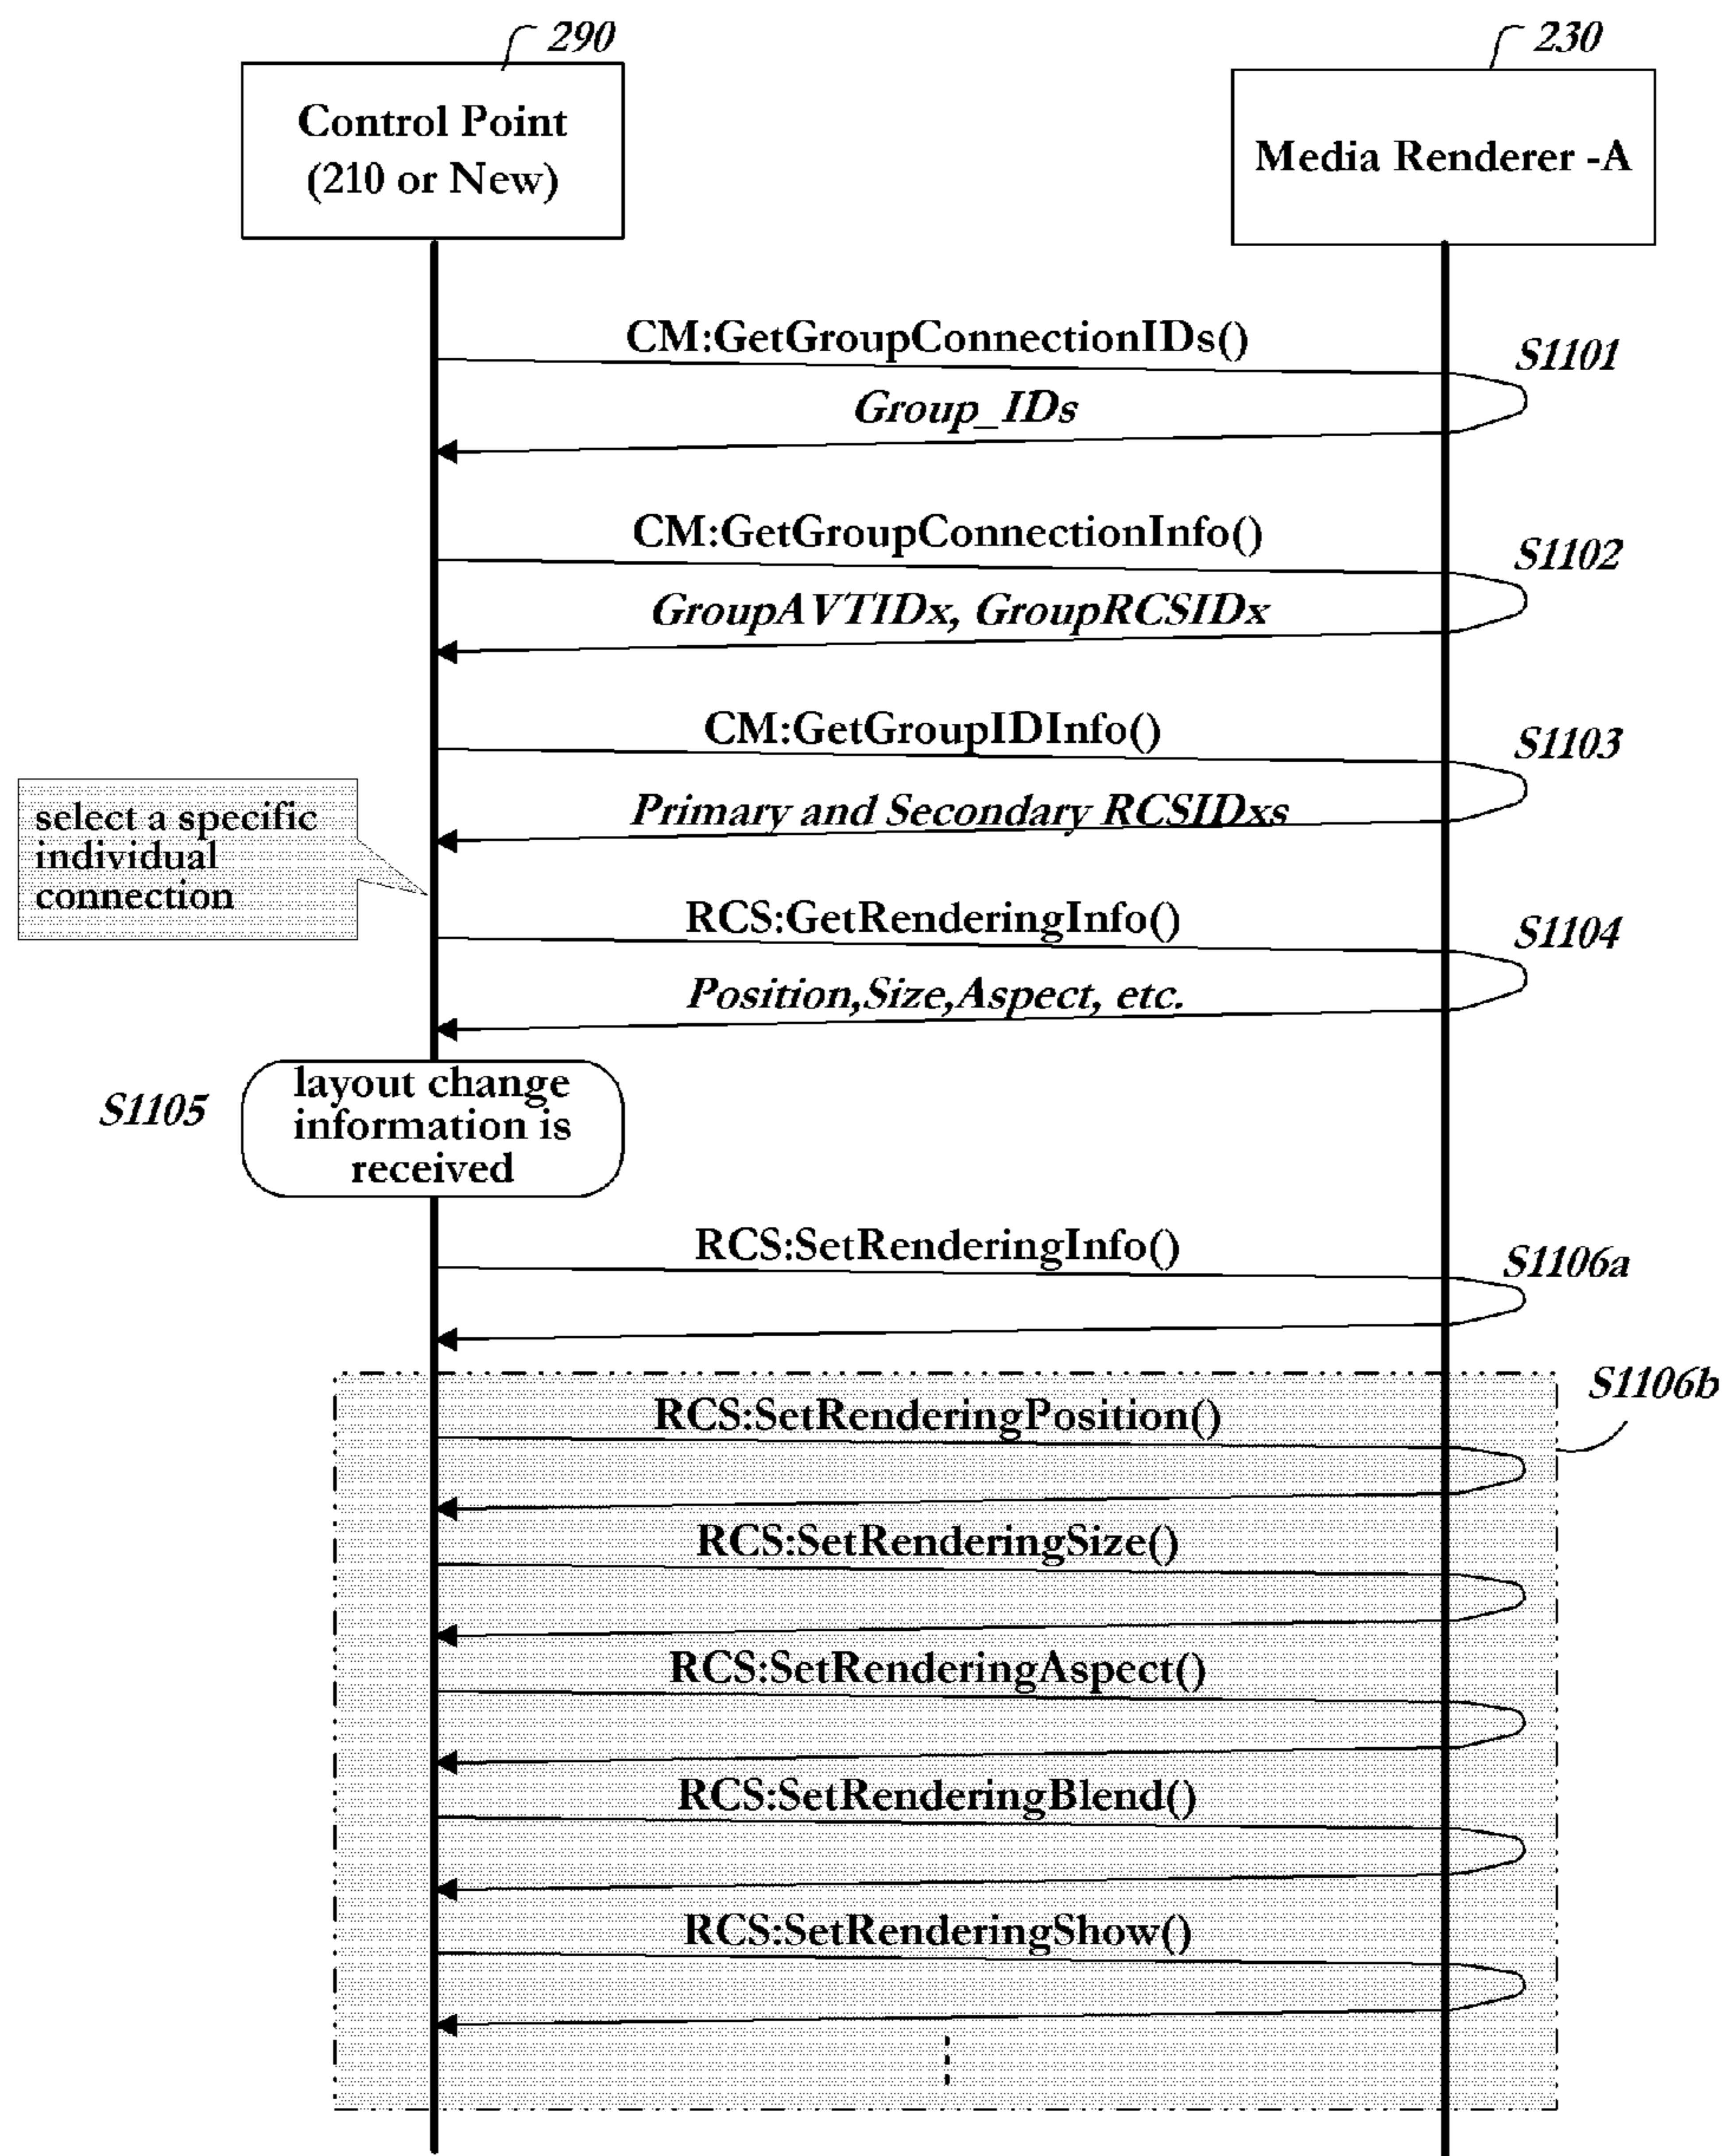 290
230
Control Point
(210 or New)
Media Renderer -A
CM:GetGroupConnectionIDs()
S1101
Group_IDs
CM:GetGroupConnectionInfo()
S1102
GroupAVTIDx, GroupRCSIDx
CM:GetGroupIDInfo()
S1103
Primary and Secondary RCSIDxs
select a specific
individual
connection
RCS:GetRenderingInfo()
S1104
Position,Size,Aspect, etc.
S1105
layout change
information is
received
RCS:SetRenderingInfo()
S1106a
S1106b
RCS:SetRenderingPosition()
RCS:SetRenderingSize()
RCS:SetRenderingAspect()
RCS:SetRenderingBlend()
RCS:SetRenderingShow()